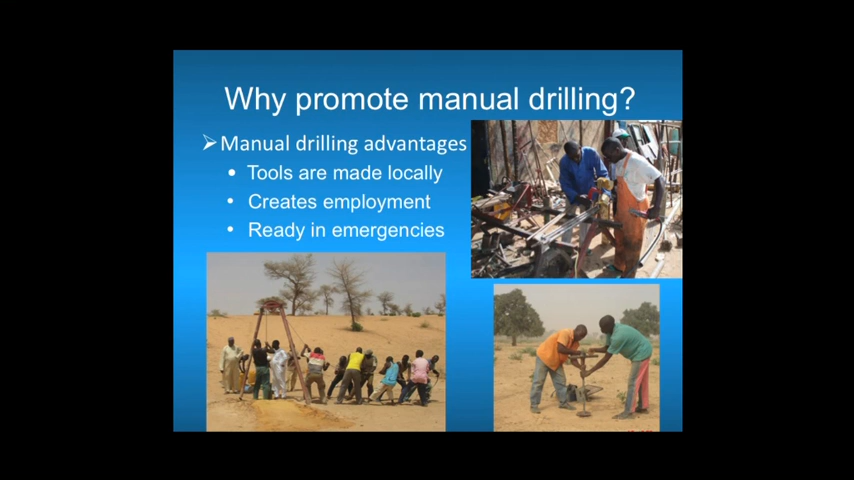 Why promote manual drilling?
➢Manual drilling advantages
• Tools are made locally
• Creates employment
• Ready in emergencies